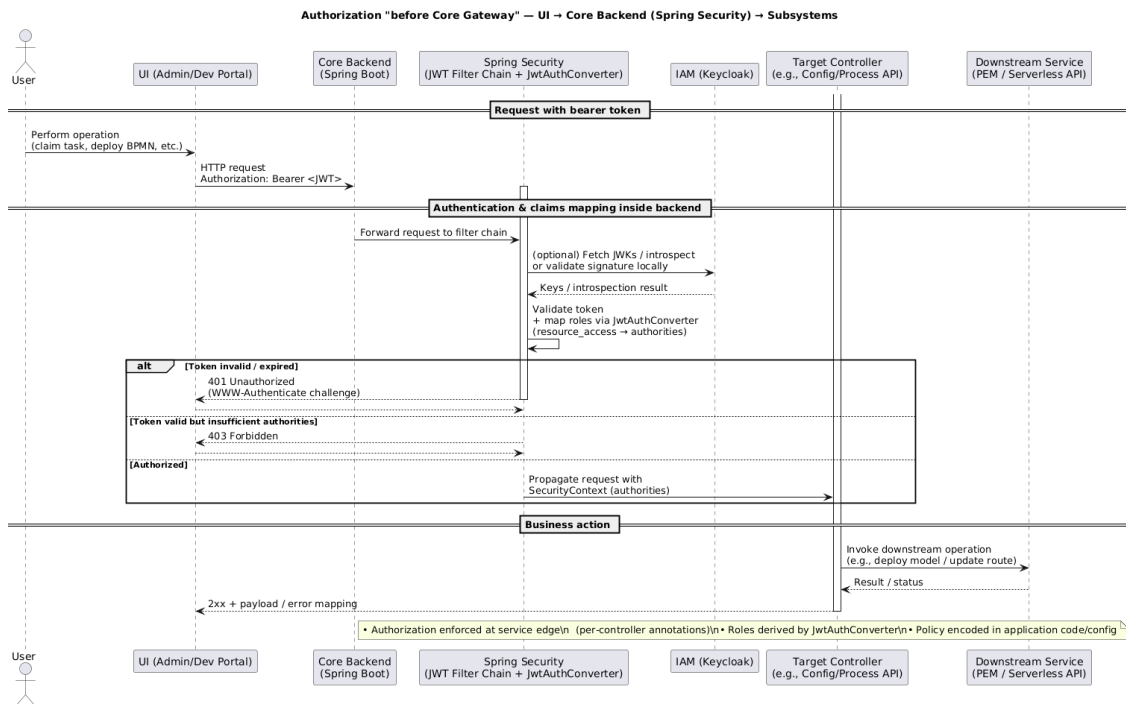 Authorization "before Core Gateway" — UI → Core Backend (Spring Security) → Subsystems
User
UI (Admin/Dev Portal)
Core Backend
(Spring Boot)
Spring Security
(JWT Filter Chain + JwtAuthConverter)
IAM (Keycloak)
Target Controller
(e.g., Config/Process API)
Downstream Service
(PEM / Serverless API)
Request with bearer token
Perform operation
(claim task, deploy BPMN, etc.)
HTTP request
Authorization: Bearer <JWT>
Authentication & claims mapping inside backend
Forward request to filter chain
(optional) Fetch JWKs / introspect
or validate signature locally
Keys / introspection result
Validate token
+ map roles via JwtAuthConverter
(resource_access → authorities)
alt
[Token invalid / expired]
401 Unauthorized
(WWW-Authenticate challenge)
[Token valid but insufficient authorities]
403 Forbidden
[Authorized]
Propagate request with
SecurityContext (authorities)
Business action
Invoke downstream operation
(e.g., deploy model / update route)
Result / status
2xx + payload / error mapping
• Authorization enforced at service edge\n  (per-controller annotations)\n• Roles derived by JwtAuthConverter\n• Policy encoded in application code/config
User
UI (Admin/Dev Portal)
Core Backend
(Spring Boot)
Spring Security
(JWT Filter Chain + JwtAuthConverter)
IAM (Keycloak)
Target Controller
(e.g., Config/Process API)
Downstream Service
(PEM / Serverless API)